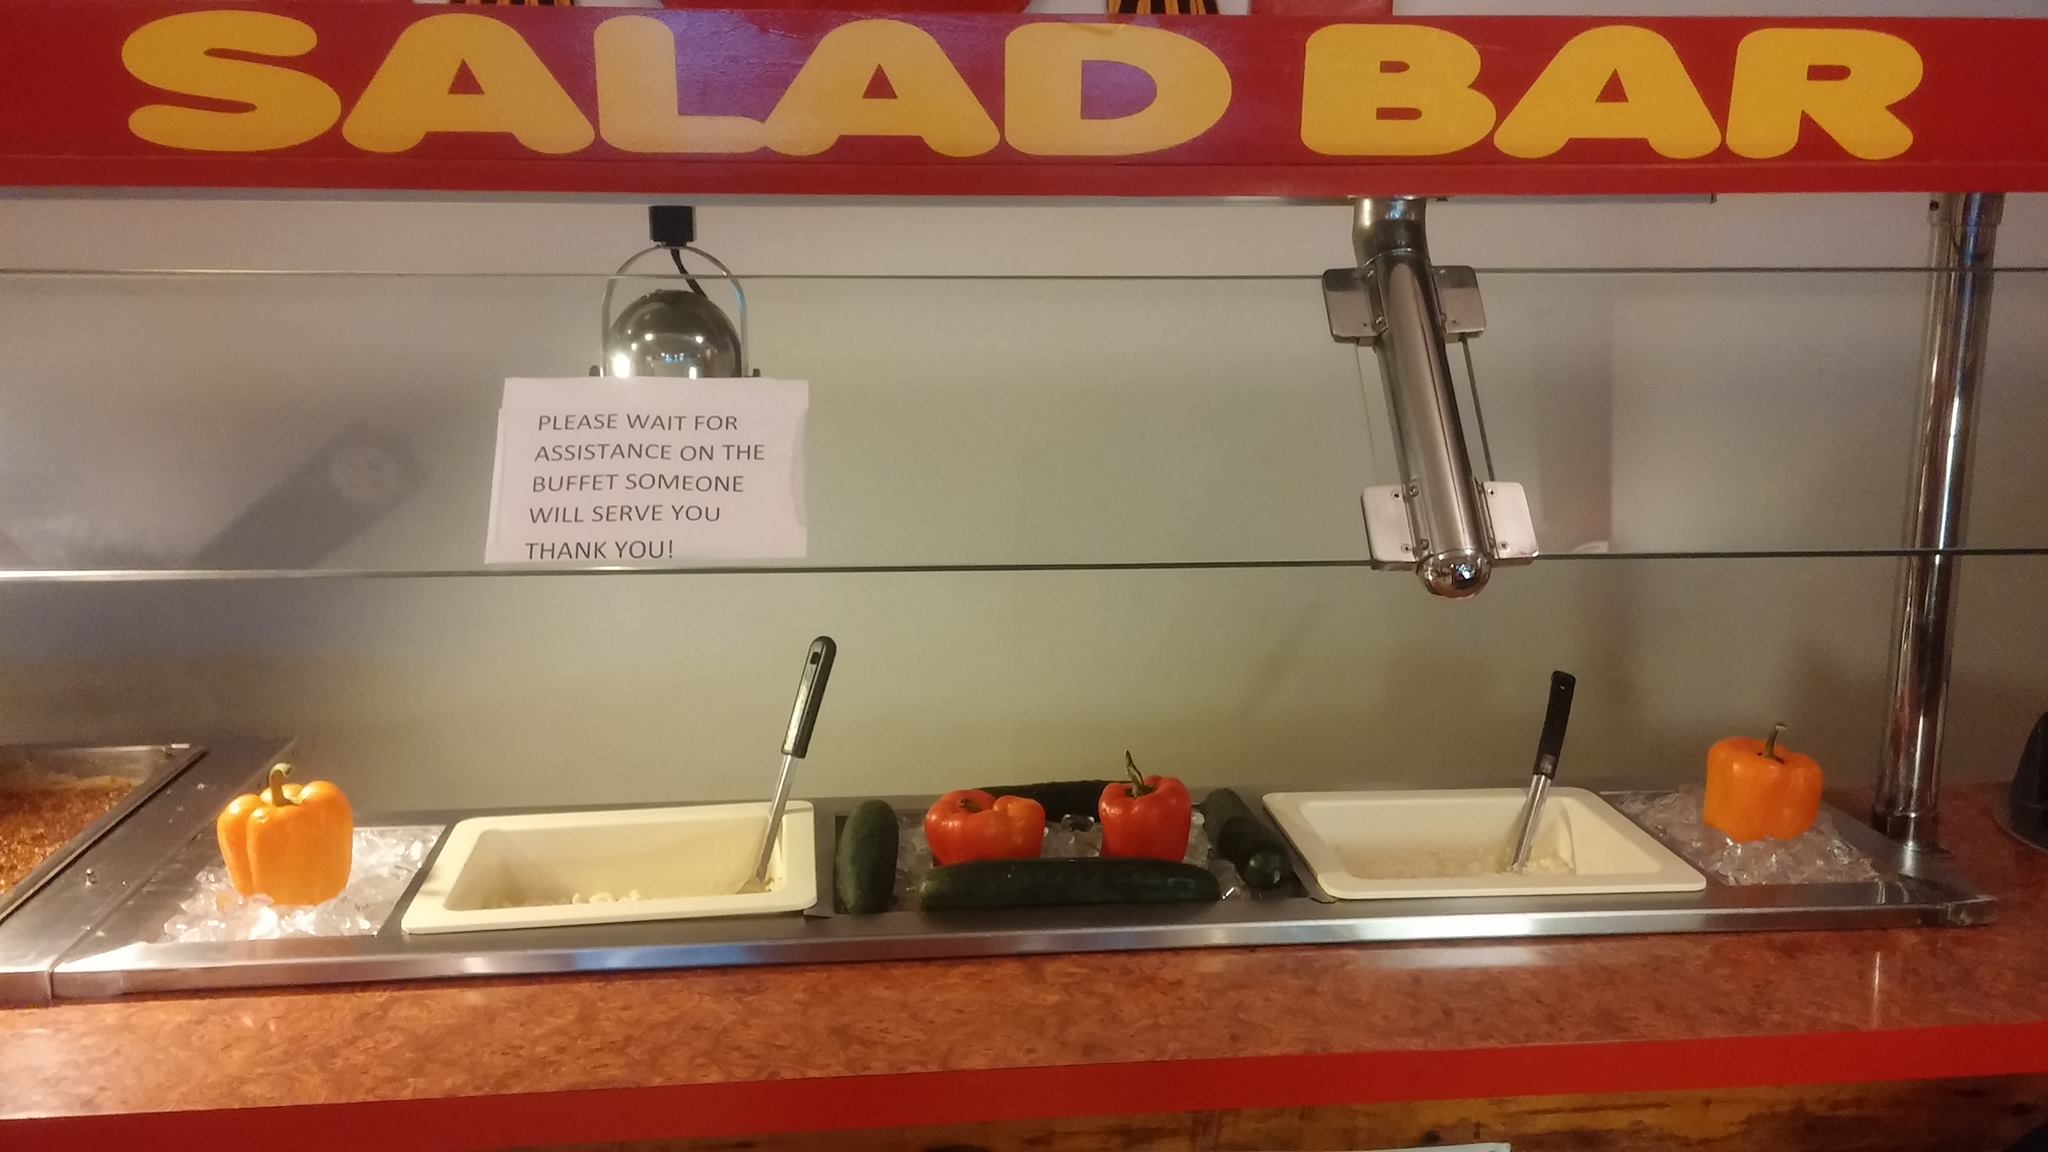 SALAD BAR
PLEASE WAIT FOR
ASSISTANCE ON THE
BUFFET SOMEONE
WILL SERVE YOU
THANK YOU!